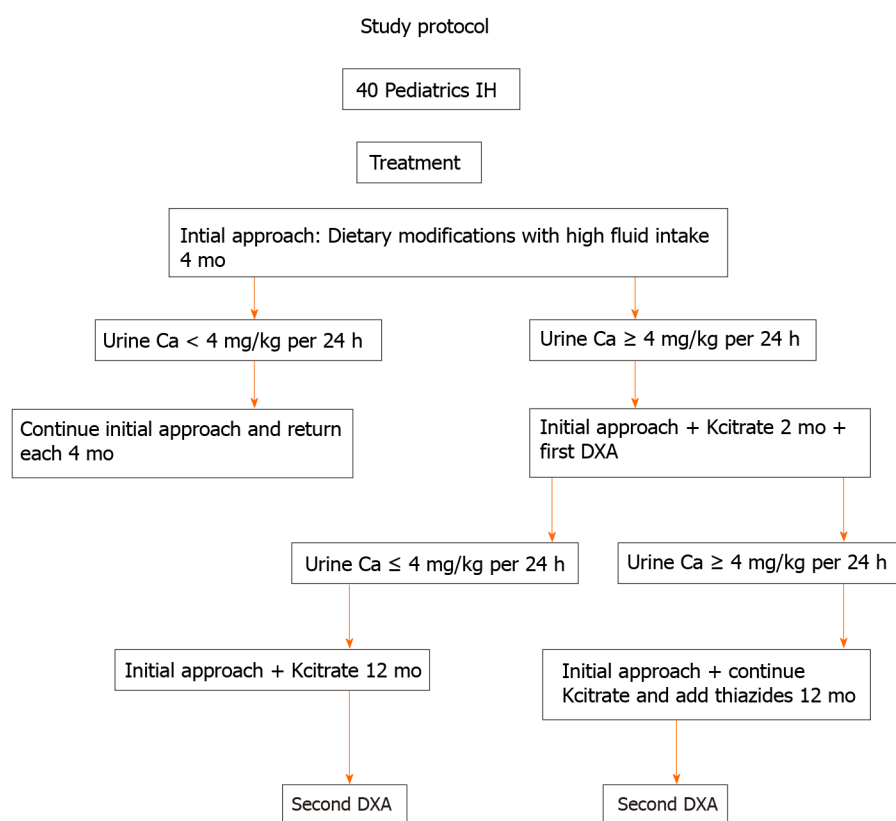 Study protocol
40 Pediatrics IH
Treatment
Intial approach: Dietary modifications with high fluid intake
4 mo
Urine Ca < 4 mg/kg per 24 h
Urine Ca ≥ 4 mg/kg per 24 h
Continue initial approach and return
each 4 mo
Initial approach + Kcitrate 2 mo +
first DXA
Urine Ca ≤ 4 mg/kg per 24 h
Urine Ca ≥ 4 mg/kg per 24 h
Initial approach + Kcitrate 12 mo
Initial approach + continue
Kcitrate and add thiazides 12 mo
Second DXA
Second DXA